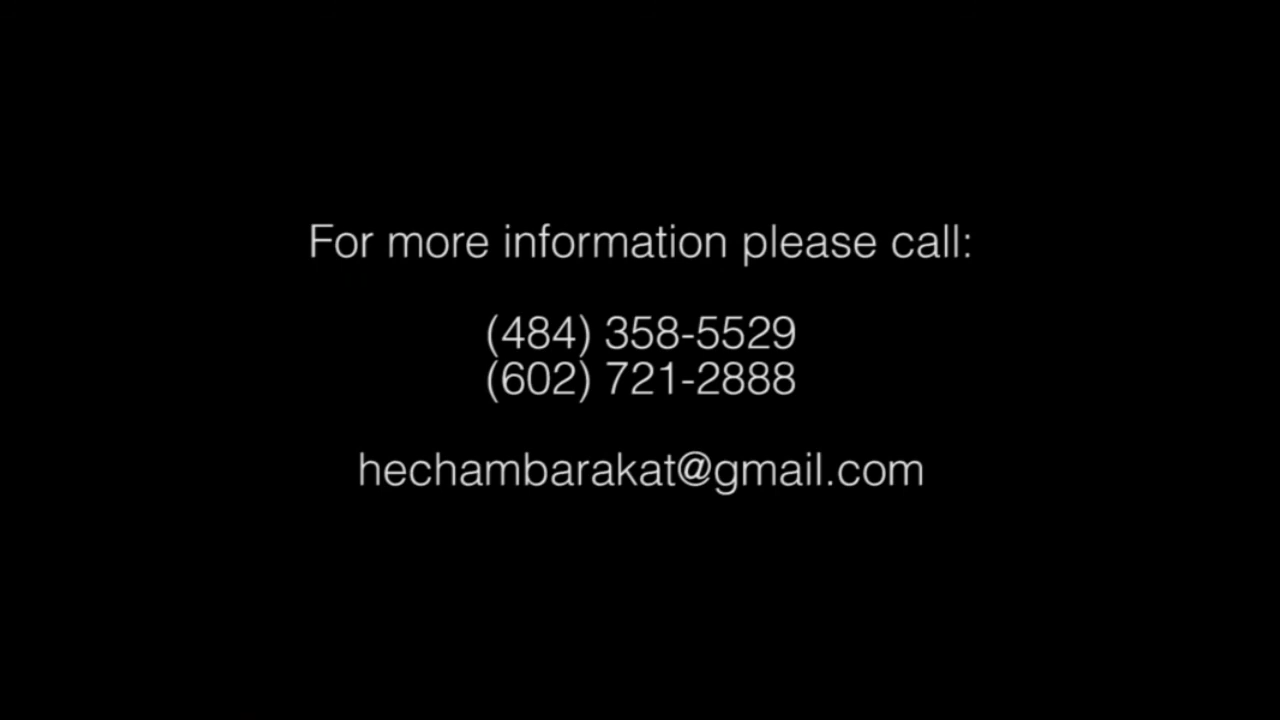 For more information please call:
(484) 358-5529
(602) 721-2888
hechambarakat@gmail.com